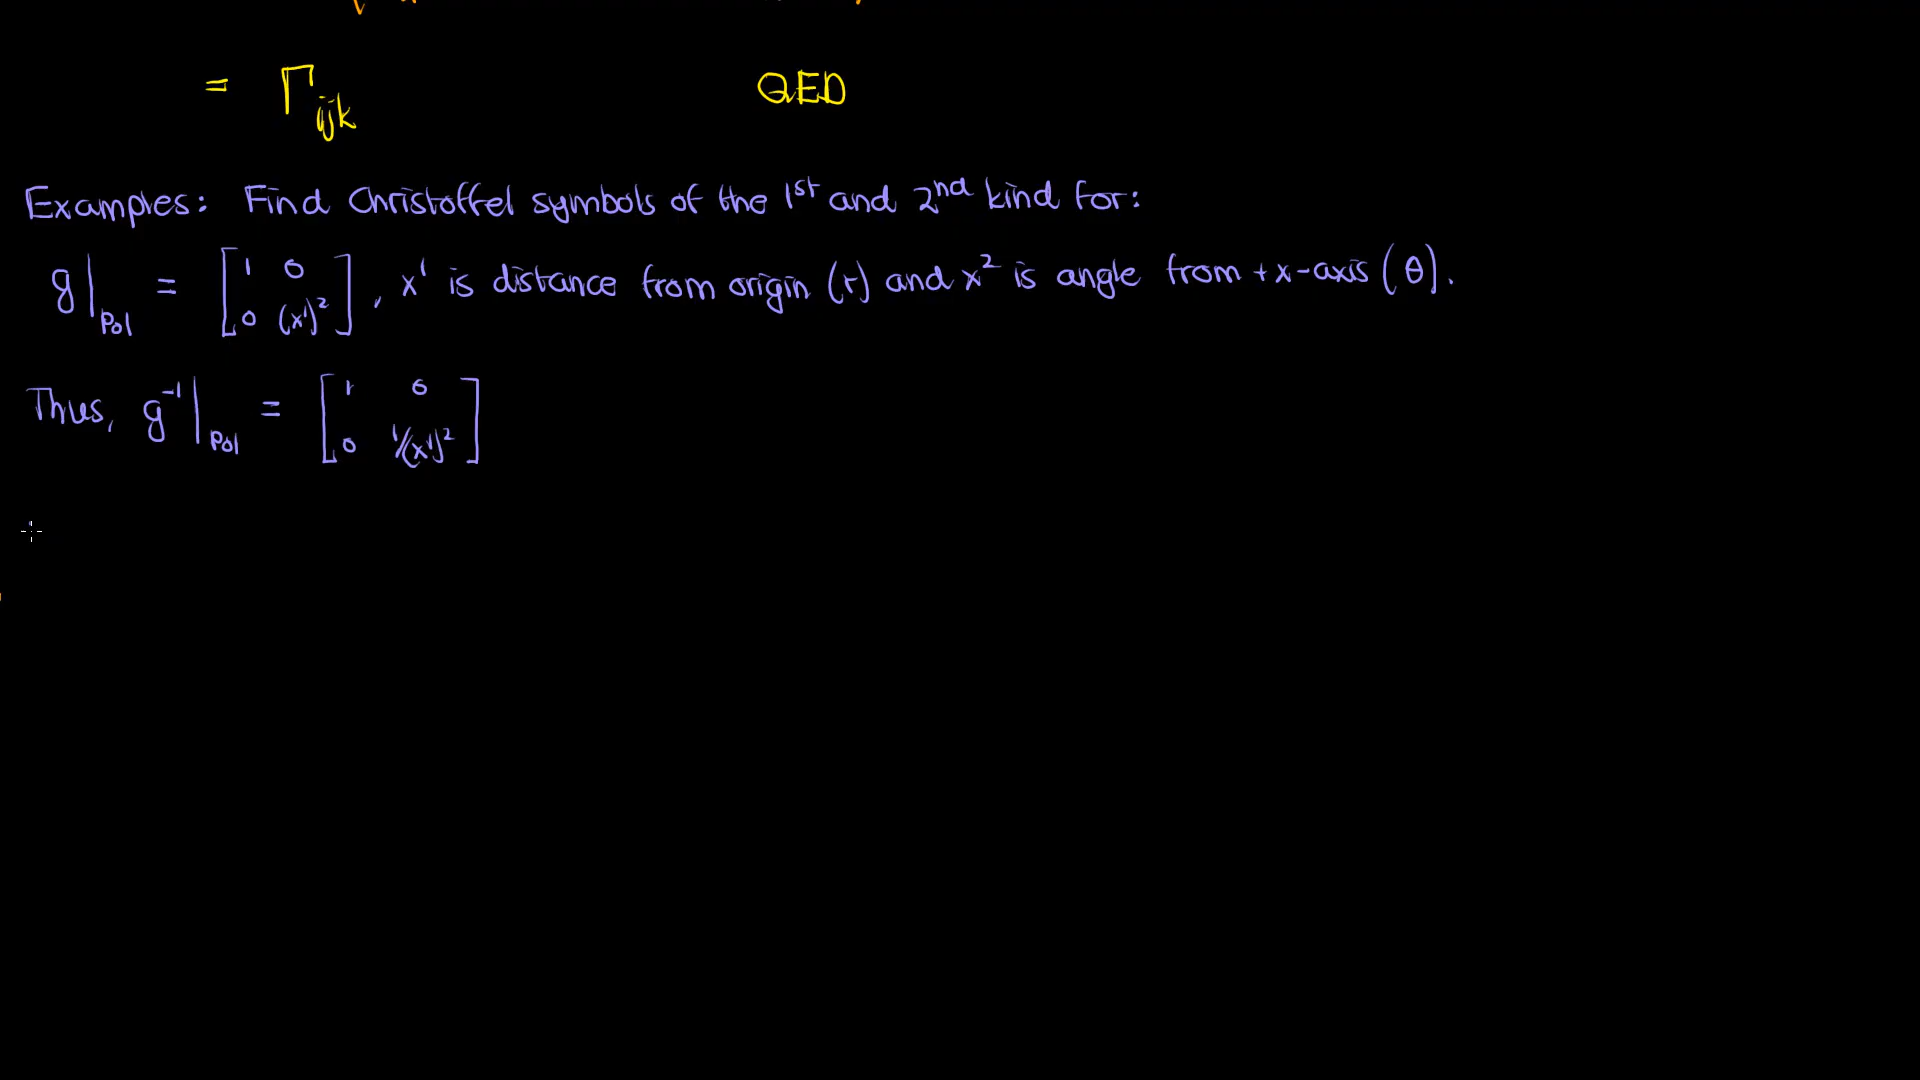 = Γijk QED
Examples: Find Christoffel symbols of the 1st and 2nd kind for:
g|Pol = [1 0
0 (x¹)²], x¹ is distance from origin (r) and x² is angle from +x-axis (θ).
Thus, g⁻¹|Pol = [1 0
0 1/(x¹)²]